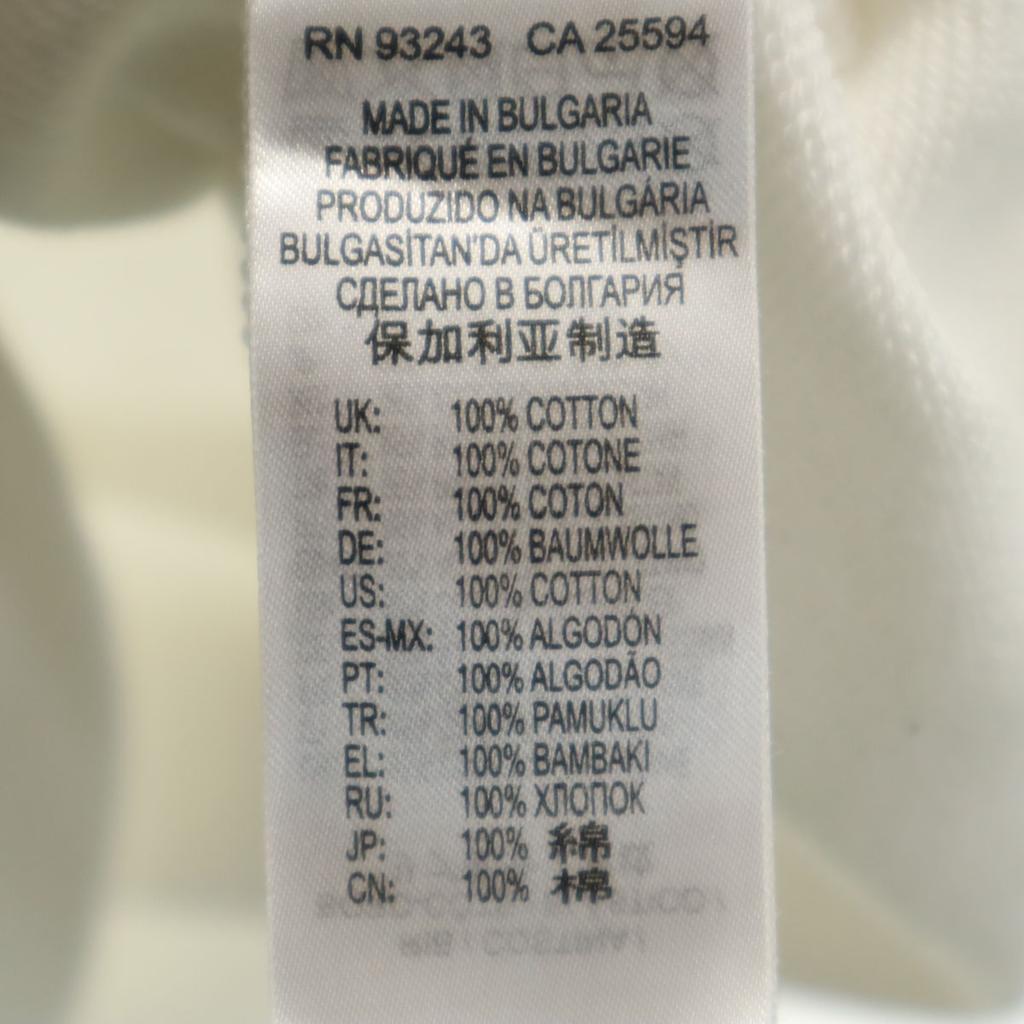 RN 93243 CA 25594
MADE IN BULGARIA
FABRIQUÉ EN BULGARIE
PRODUZIDO NA BULGÁRIA
BULGASİTAN'DA ÜRETİLMİŞTİR
СДЕЛАНО В БОЛГАРИЯ
保加利亚制造
UK: 100% COTTON
IT: 100% COTONE
FR: 100% COTON
DE: 100% BAUMWOLLE
US: 100% COTTON
ES-MX: 100% ALGODÓN
PT: 100% ALGODÃO
TR: 100% PAMUKLU
EL: 100% BAMBAKI
RU: 100% ХЛОПОК
JP: 100% 綿
CN: 100% 棉